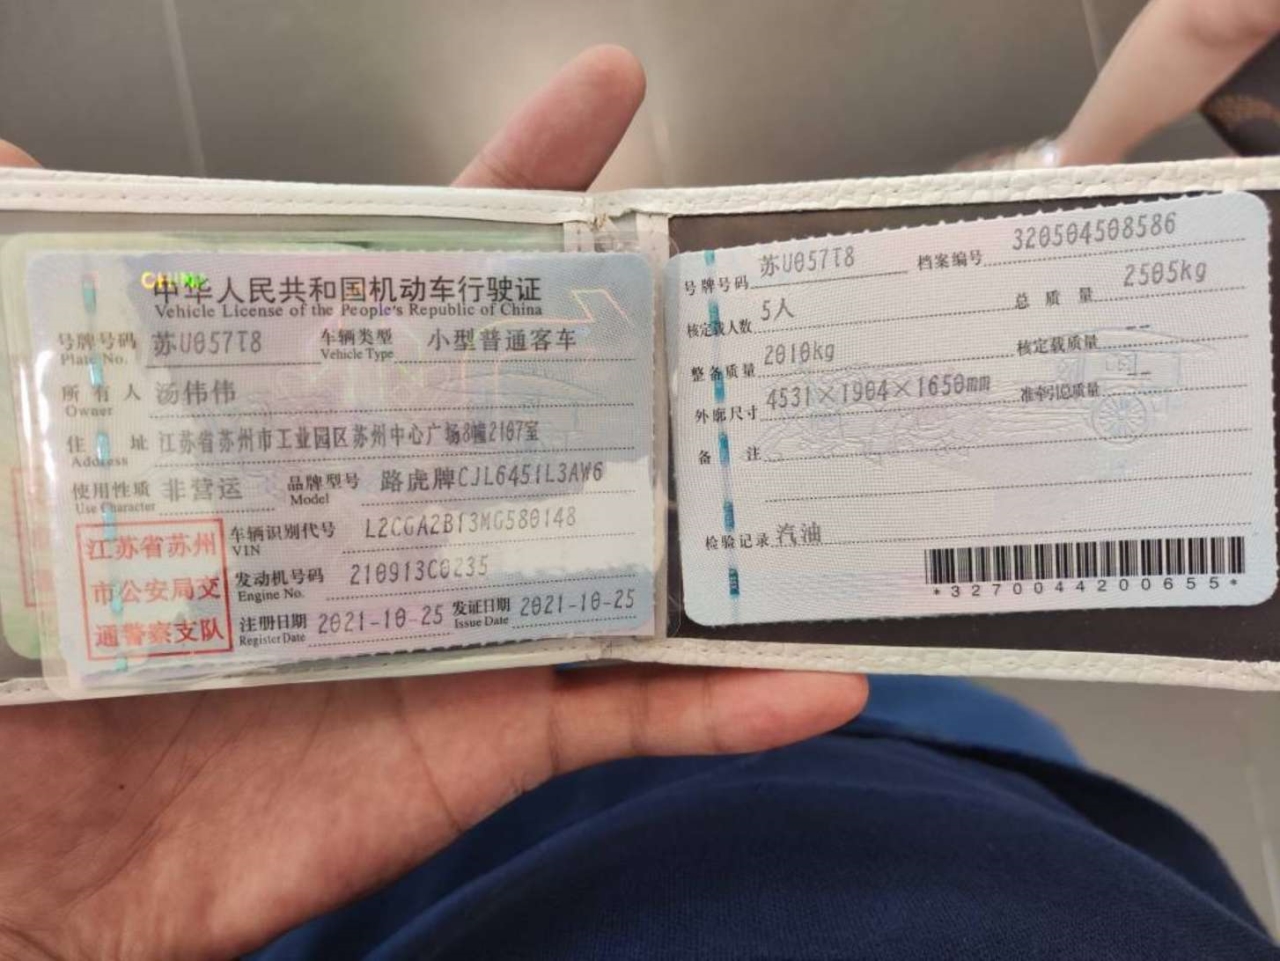 中华人民共和国机动车行驶证
Vehicle License of the People's Republic of China
号牌号码 苏U057T8 车辆类型 小型普通客车
Plate No. Vehicle Type
所有人 汤伟伟
Owner
住址 江苏省苏州市工业园区苏州中心广场8幢2107室
Address
使用性质 非营运 品牌型号 路虎牌CJL6451L3AW6
Use Character Model
江苏省苏州
市公安局交
通警察支队
车辆识别代号 L2CGA2B13MG580148
VIN
发动机号码 210913C0235
Engine No.
注册日期 2021-10-25 发证日期 2021-10-25
Register Date Issue Date
号牌号码 苏U057T8 档案编号 320504508586
核定载人数 5人 总质量 2505kg
整备质量 2010kg 核定载质量 --
外廓尺寸 4531×1904×1650mm 准牵引总质量 --
备注
检验记录 汽油
*3270044200655*